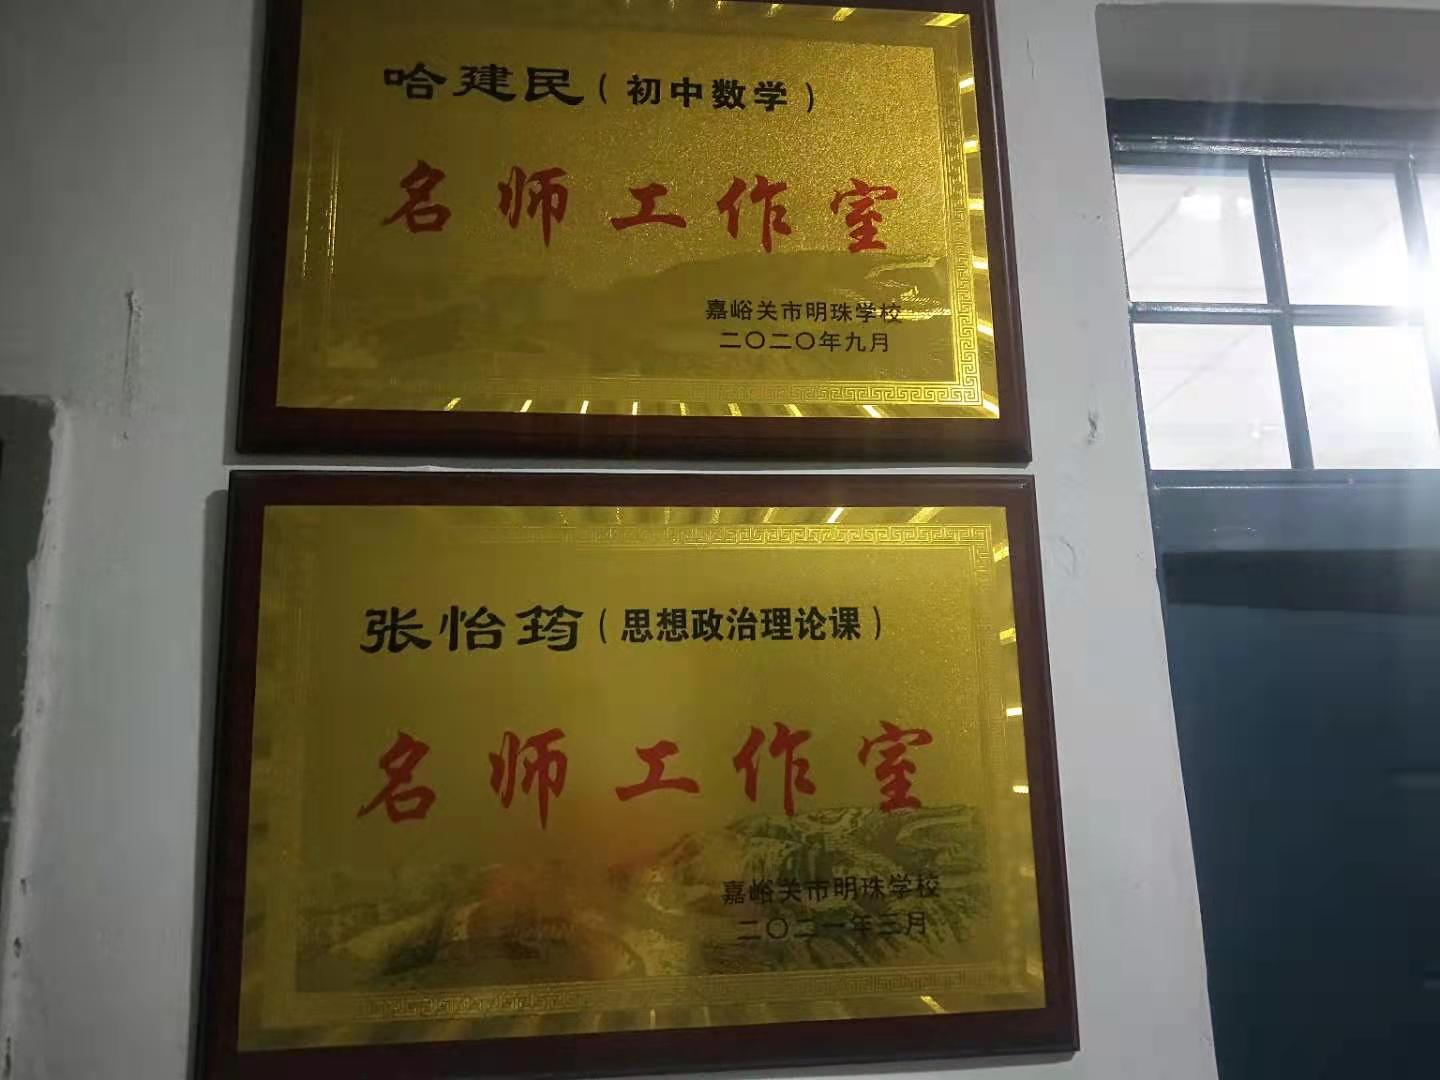 哈建民（初中数学）
名师工作室
嘉峪关市明珠学校
二〇二〇年九月
张怡筠（思想政治理论课）
名师工作室
嘉峪关市明珠学校
二〇二一年三月